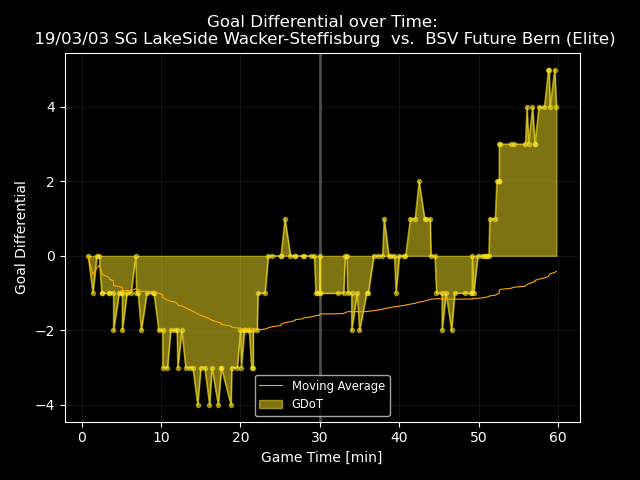 Goal Differential over Time:
19/03/03 SG LakeSide Wacker-Steffisburg  vs.  BSV Future Bern (Elite)
Goal Differential
4
2
0
−2
−4
Moving Average
GDoT
0 10 20 30 40 50 60
Game Time [min]